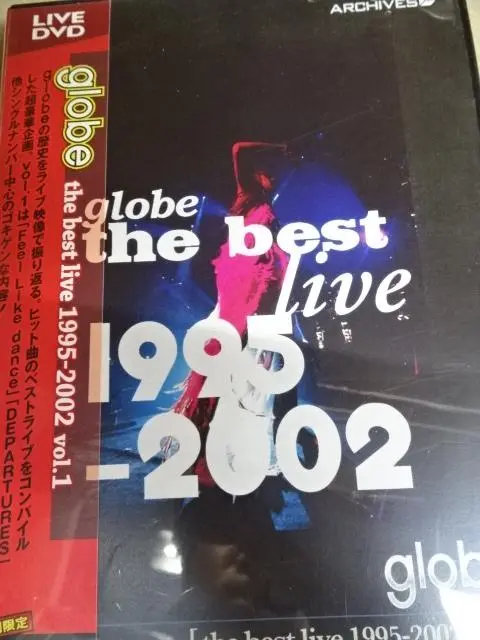 LIVE
DVD
globe
the best live 1995-2002 vol.1
globeの歴史をライブ映像で振り返る、ヒット曲のベストライブをコンパイル
した超豪華企画。vol.1は「Feel Like dance」「DEPARTURES」
他シングルナンバー中心のゴキゲンな内容！
限定
ARCHIVES
globe
the best
live
1995
-2002
glob
[the best live 1995-2002